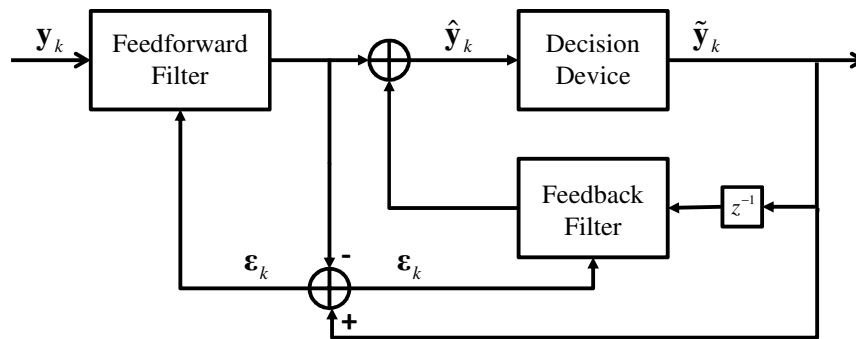 y_k
Feedforward
Filter
ŷ_k
Decision
Device
ỹ_k
Feedback
Filter
z⁻¹
ε_k
-
ε_k
+